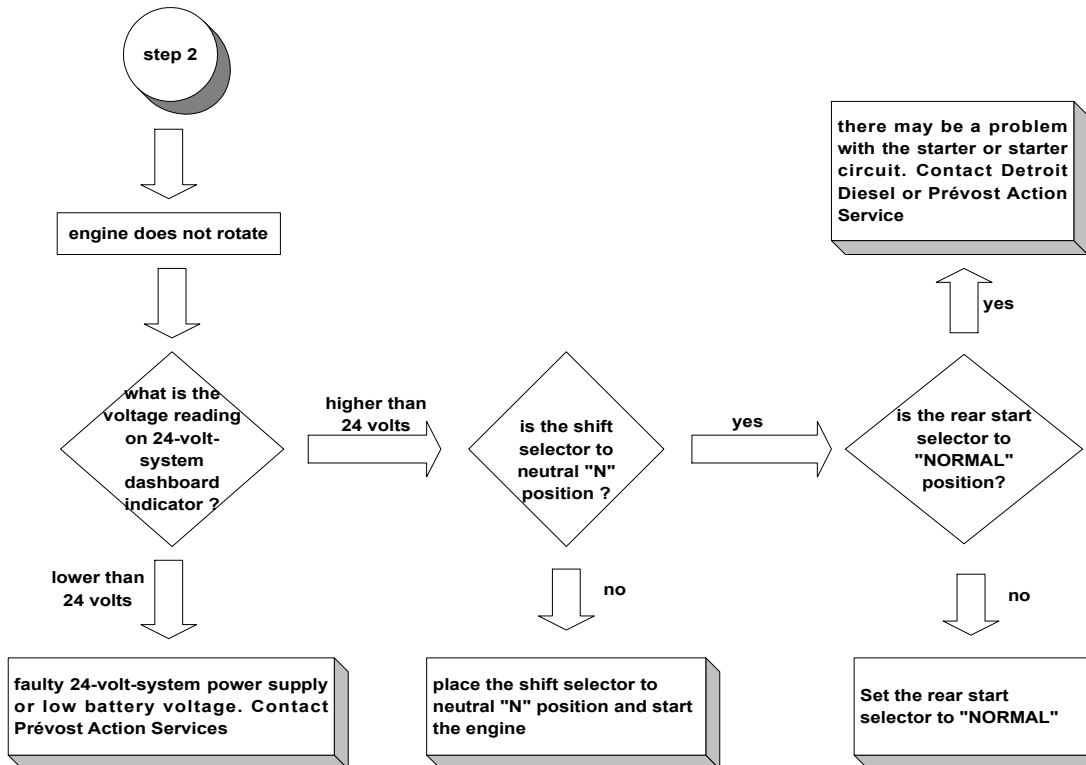 step 2
engine does not rotate
what is the
voltage reading
on 24-volt-
system
dashboard
indicator ?
higher than
24 volts
lower than
24 volts
faulty 24-volt-system power supply
or low battery voltage. Contact
Prévost Action Services
is the shift
selector to
neutral "N"
position ?
yes
no
place the shift selector to
neutral "N" position and start
the engine
is the rear start
selector to
"NORMAL"
position?
yes
there may be a problem
with the starter or starter
circuit. Contact Detroit
Diesel or Prévost Action
Service
no
Set the rear start
selector to "NORMAL"